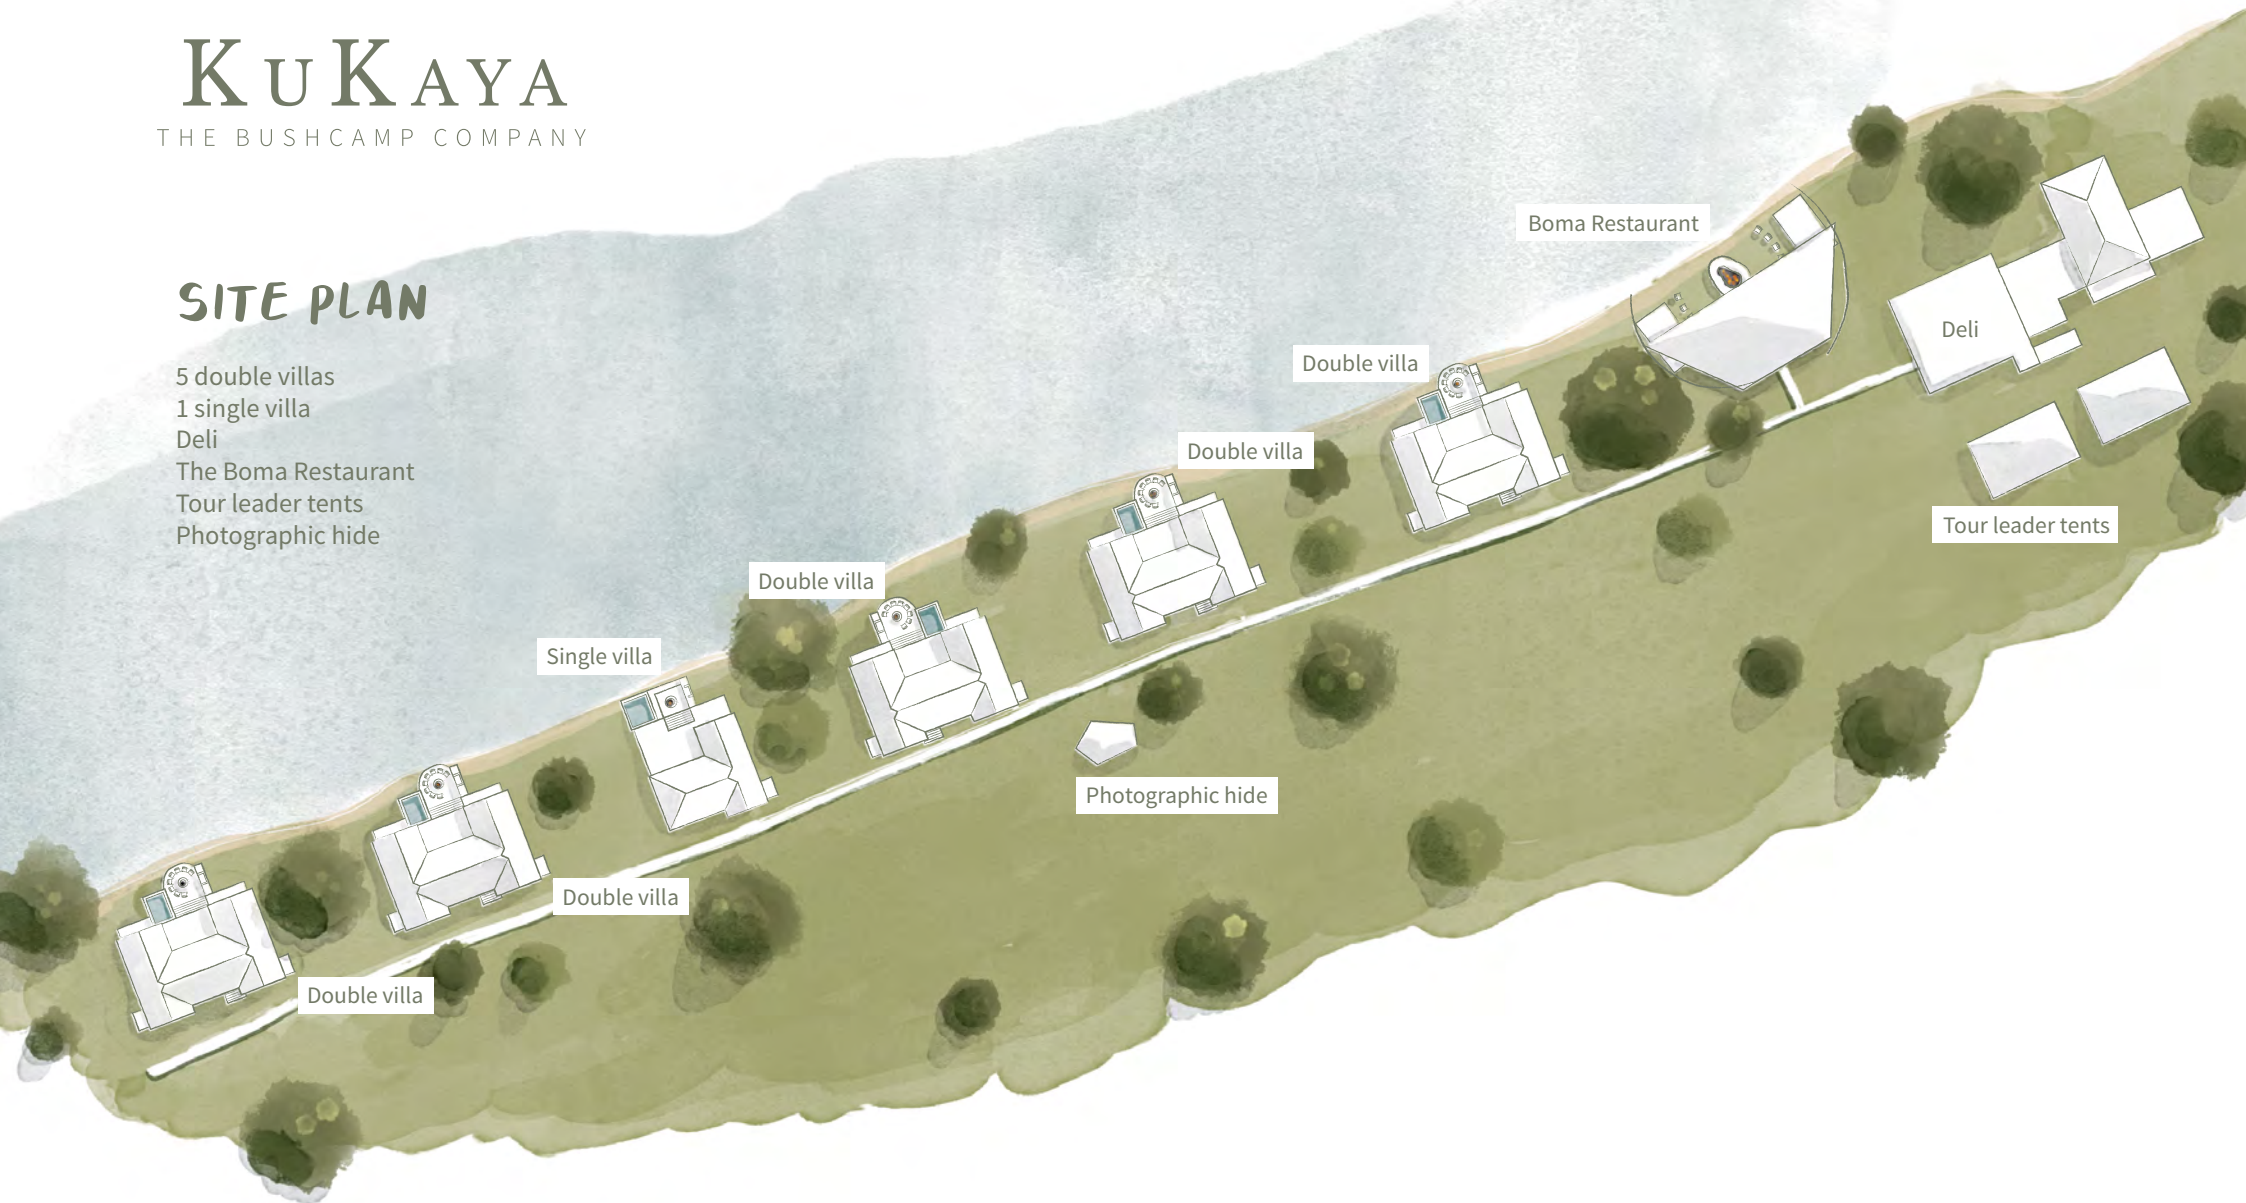 KUKAYA
THE BUSHCAMP COMPANY
SITE PLAN
5 double villas
1 single villa
Deli
The Boma Restaurant
Tour leader tents
Photographic hide
Boma Restaurant
Deli
Double villa
Double villa
Tour leader tents
Double villa
Single villa
Photographic hide
Double villa
Double villa